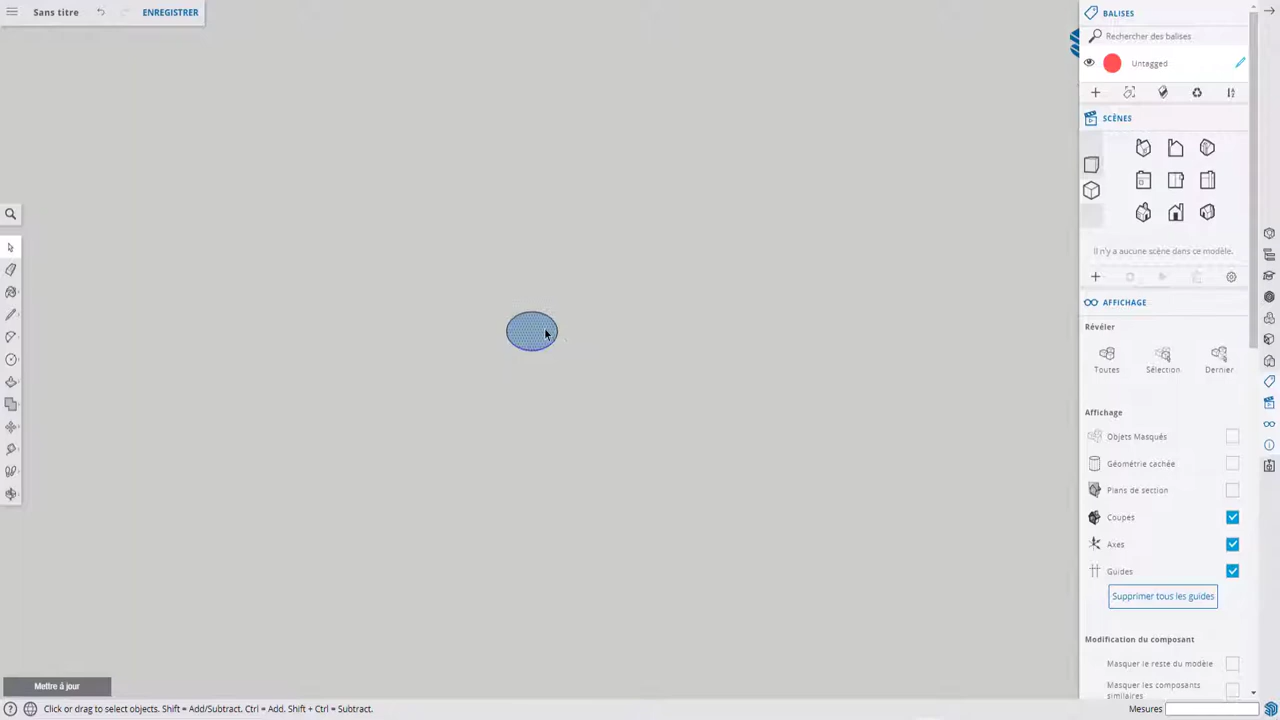 Sans titre
ENREGISTRER
BALISES
Rechercher des balises
Untagged
SCÈNES
Il n'y a aucune scène dans ce modèle.
AFFICHAGE
Révéler
Toutes
Sélection
Dernier
Affichage
Objets Masqués
Géométrie cachée
Plans de section
Coupes
Axes
Guides
Supprimer tous les guides
Modification du composant
Masquer le reste du modèle
Masquer les composants
similaires
Mettre à jour
Click or drag to select objects. Shift = Add/Subtract. Ctrl = Add. Shift + Ctrl = Subtract.
Mesures